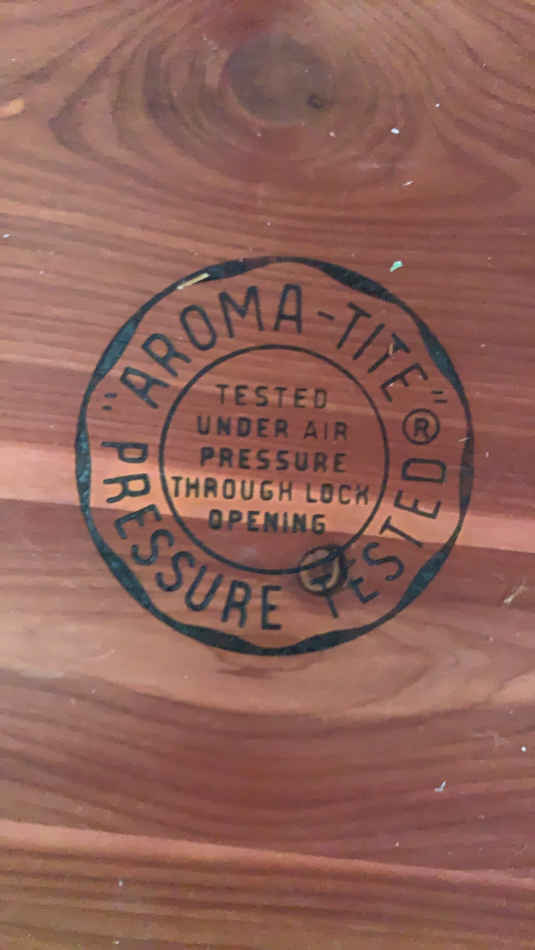 "AROMA-TITE"®
TESTED
UNDER AIR
PRESSURE
THROUGH LOCK
OPENING
PRESSURE TESTED